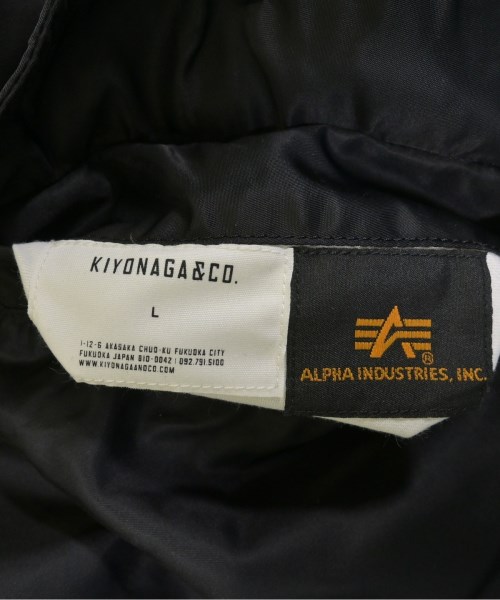 KIYONAGA&CO.
L
1-12-6 AKASAKA CHUO-KU FUKUOKA CITY
FUKUOKA JAPAN 810-0042 | 092.791.5100
WWW.KIYONAGAANDCO.COM
®
ALPHA INDUSTRIES, INC.